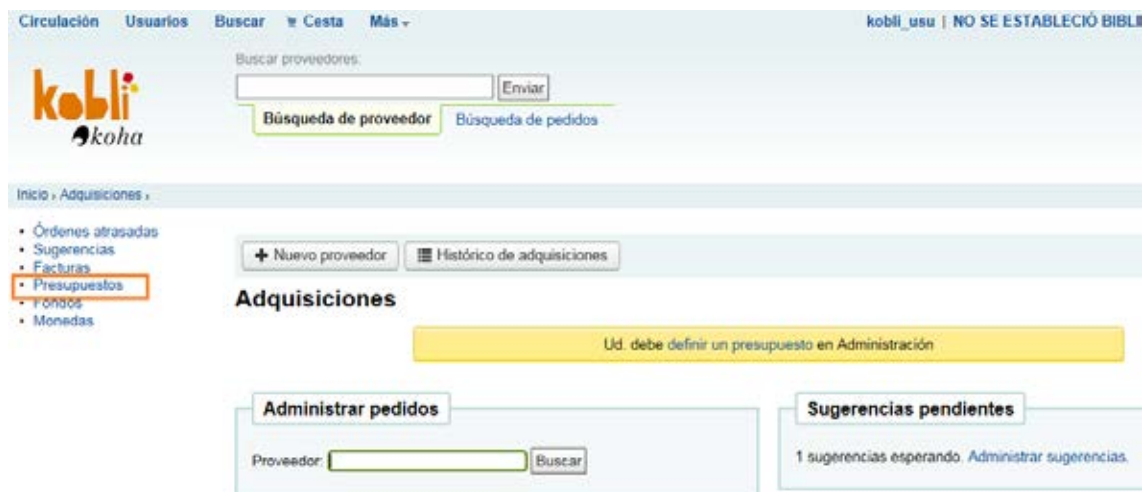 Circulación Usuarios Buscar Cesta Más
kobli_usu | NO SE ESTABLECIÓ
Buscar proveedores:
Enviar
kobli
koha
Búsqueda de proveedor Búsqueda de pedidos
Inicio › Adquisiciones ›
• Órdenes atrasadas
• Sugerencias
• Facturas
• Presupuestos
• Fondos
• Monedas
+ Nuevo proveedor Histórico de adquisiciones
Adquisiciones
Ud. debe definir un presupuesto en Administración
Administrar pedidos
Proveedor: Buscar
Sugerencias pendientes
1 sugerencias esperando. Administrar sugerencias.